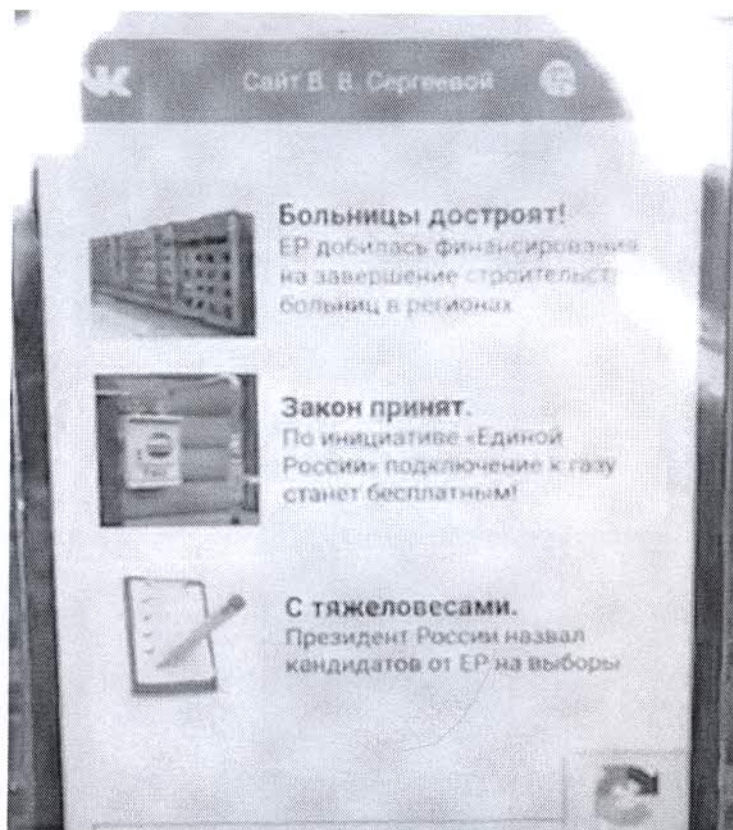 Сайт В. В. Сергеевой
Больницы достроят!
ЕР добилась финансирования
на завершение строительст
больниц в регионах
Закон принят.
По инициативе «Единой
России» подключение к газу
станет бесплатным!
С тяжеловесами.
Президент России назвал
кандидатов от ЕР на выборы